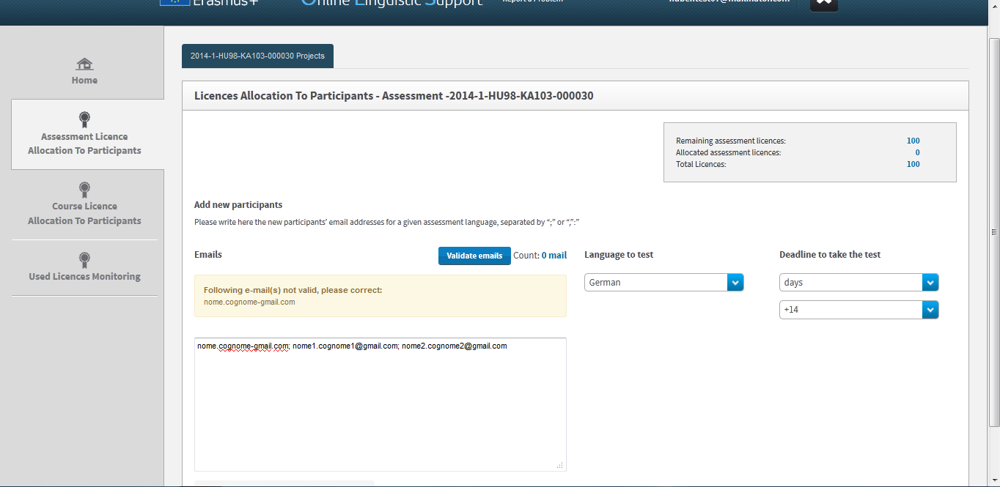 Erasmus+
Online Linguistic Support
Report a Problem
2014-1-HU98-KA103-000030 Projects
Home
Assessment Licence
Allocation To Participants
Course Licence
Allocation To Participants
Used Licences Monitoring
Licences Allocation To Participants - Assessment -2014-1-HU98-KA103-000030
Remaining assessment licences: 100
Allocated assessment licences: 0
Total Licences: 100
Add new participants
Please write here the new participants' email addresses for a given assessment language, separated by “;” or “,”:”
Emails
Validate emails Count: 0 mail
Following e-mail(s) not valid, please correct:
nome.cognome-gmail.com
nome.cognome-gmail.com; nome1.cognome1@gmail.com; nome2.cognome2@gmail.com
Language to test
German
Deadline to take the test
days
+14